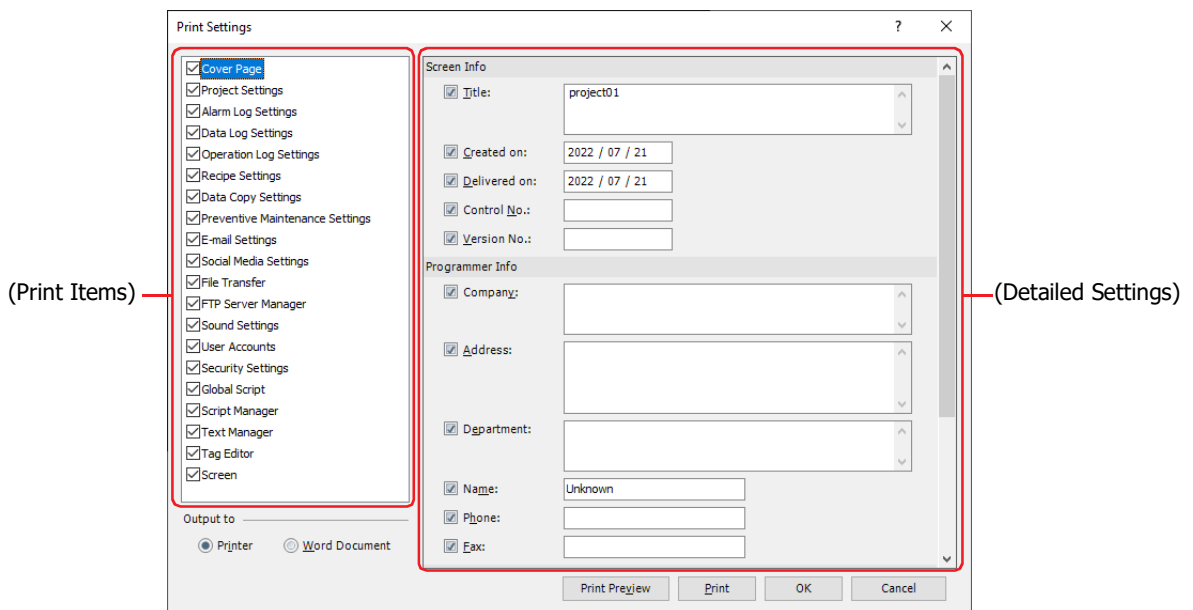 Print Settings
?
(Print Items)
Cover Page
Project Settings
Alarm Log Settings
Data Log Settings
Operation Log Settings
Recipe Settings
Data Copy Settings
Preventive Maintenance Settings
E-mail Settings
Social Media Settings
File Transfer
FTP Server Manager
Sound Settings
User Accounts
Security Settings
Global Script
Script Manager
Text Manager
Tag Editor
Screen
Output to
Printer Word Document
(Detailed Settings)
Screen Info
Title: project01
Created on: 2022 / 07 / 21
Delivered on: 2022 / 07 / 21
Control No.:
Version No.:
Programmer Info
Company:
Address:
Department:
Name: Unknown
Phone:
Fax:
Print Preview Print OK Cancel